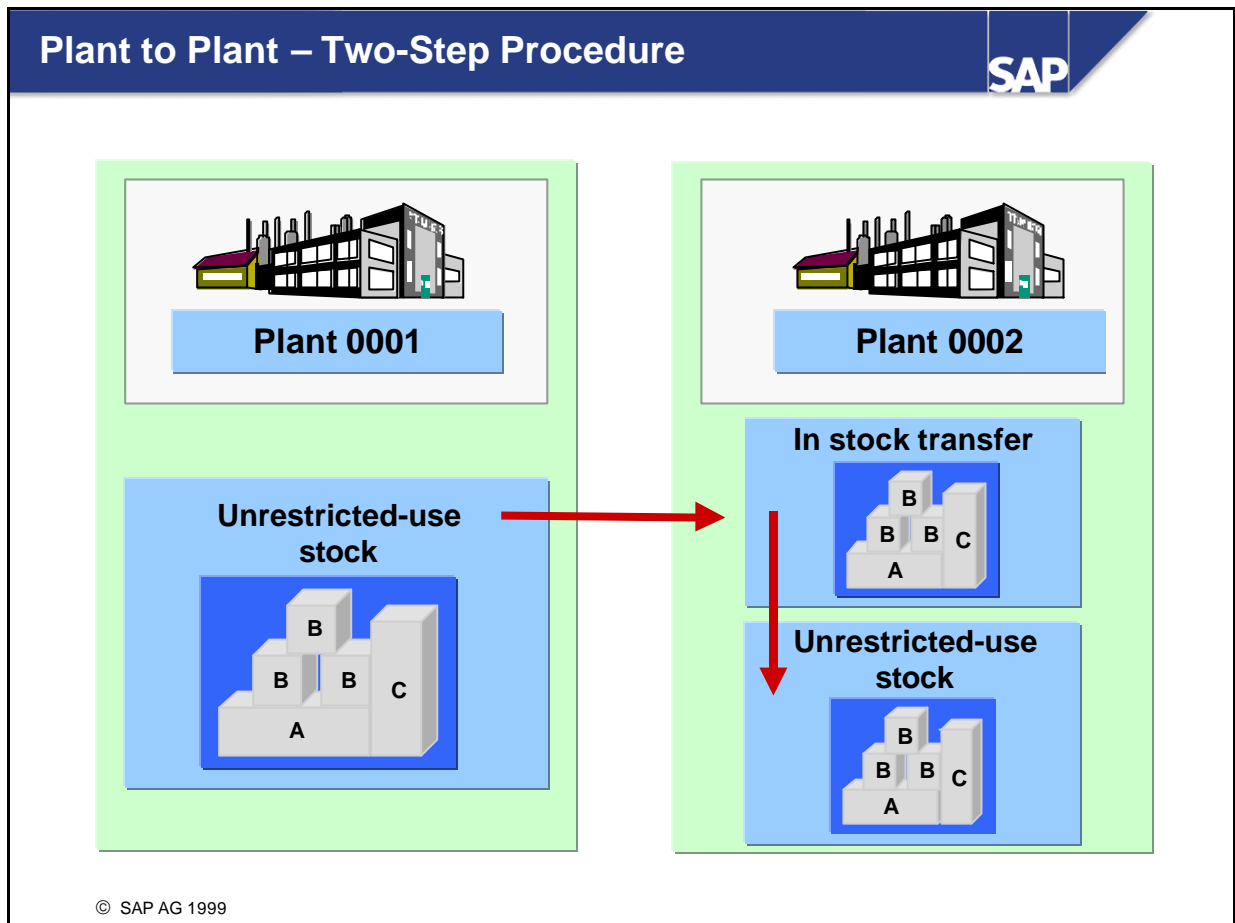 Plant to Plant – Two-Step Procedure
SAP
Plant 0001
Plant 0002
Unrestricted-use
stock
B
B B
C
A
In stock transfer
B
B B
C
A
Unrestricted-use
stock
B
B B
C
A
© SAP AG 1999